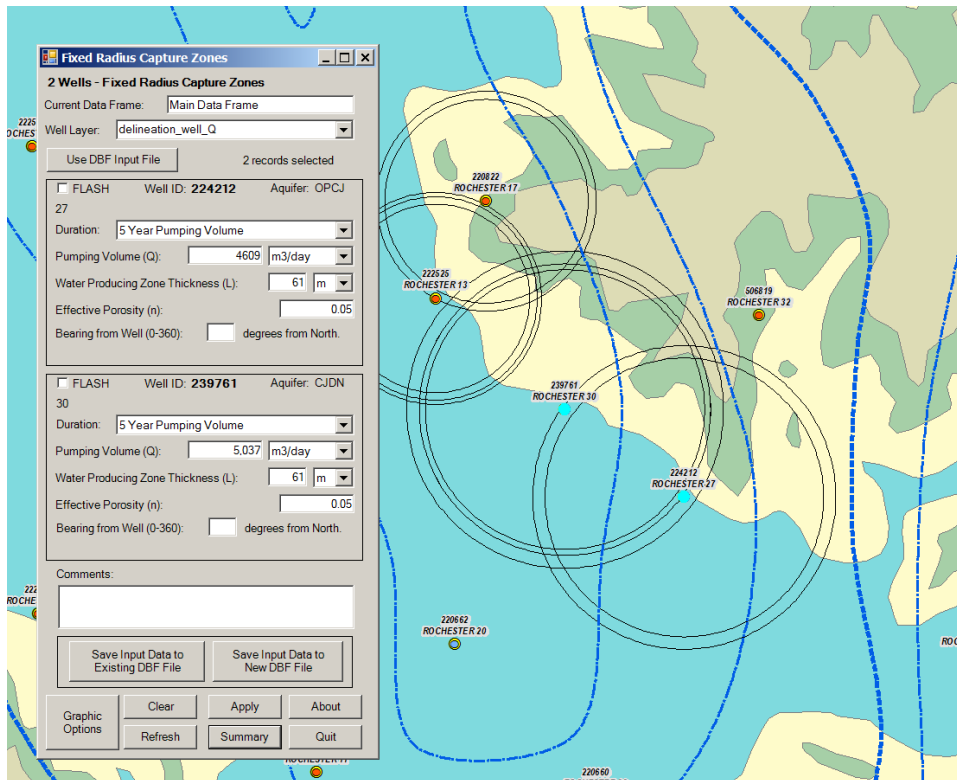 Fixed Radius Capture Zones
2 Wells - Fixed Radius Capture Zones
Current Data Frame: Main Data Frame
Well Layer: delineation_well_Q
Use DBF Input File 2 records selected
FLASH Well ID: 224212 Aquifer: OPCJ
27
Duration: 5 Year Pumping Volume
Pumping Volume (Q): 4609 m3/day
Water Producing Zone Thickness (L): 61 m
Effective Porosity (n): 0.05
Bearing from Well (0-360): degrees from North.
FLASH Well ID: 239761 Aquifer: CJDN
30
Duration: 5 Year Pumping Volume
Pumping Volume (Q): 5,037 m3/day
Water Producing Zone Thickness (L): 61 m
Effective Porosity (n): 0.05
Bearing from Well (0-360): degrees from North.
Comments:
Save Input Data to
Existing DBF File
Save Input Data to
New DBF File
Graphic
Options
Clear Apply About
Refresh Summary Quit
220822
ROCHESTER 17
222525
ROCHESTER 13
506819
ROCHESTER 32
239761
ROCHESTER 30
224212
ROCHESTER 27
220662
ROCHESTER 20
220660